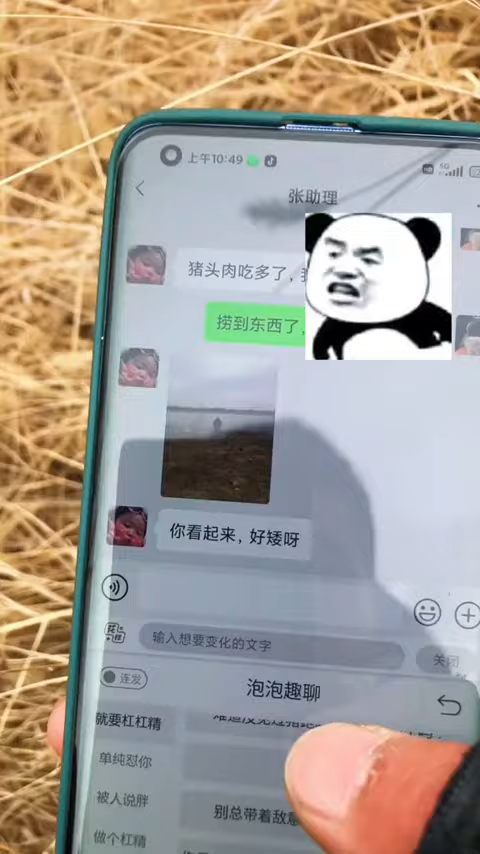 上午10:49
5G
张助理
猪头肉吃多了，
捞到东西了，
你看起来，好矮呀
输入想要变化的文字
关闭
连发
泡泡趣聊
就要杠杠精
单纯怼你
被人说胖
别总带着敌意
做个杠精